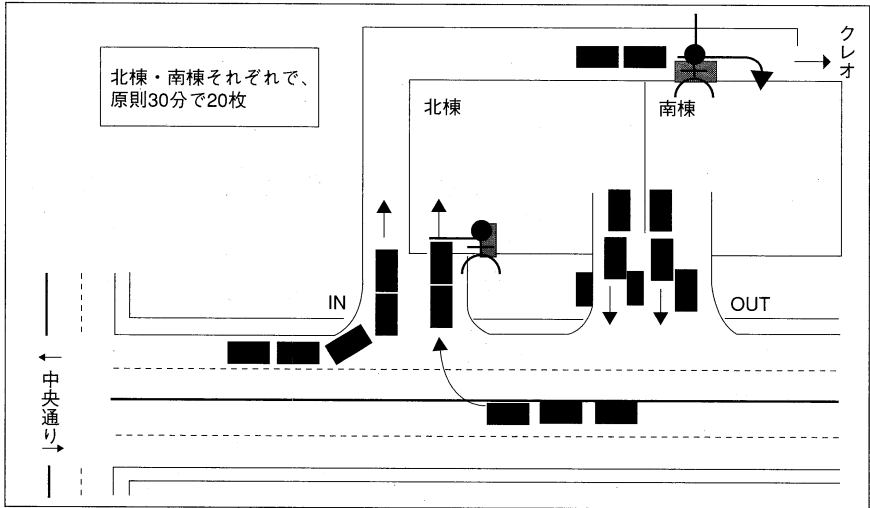 北棟・南棟それぞれで、
原則30分で20枚
クレオ
北棟
南棟
IN
OUT
中央通り